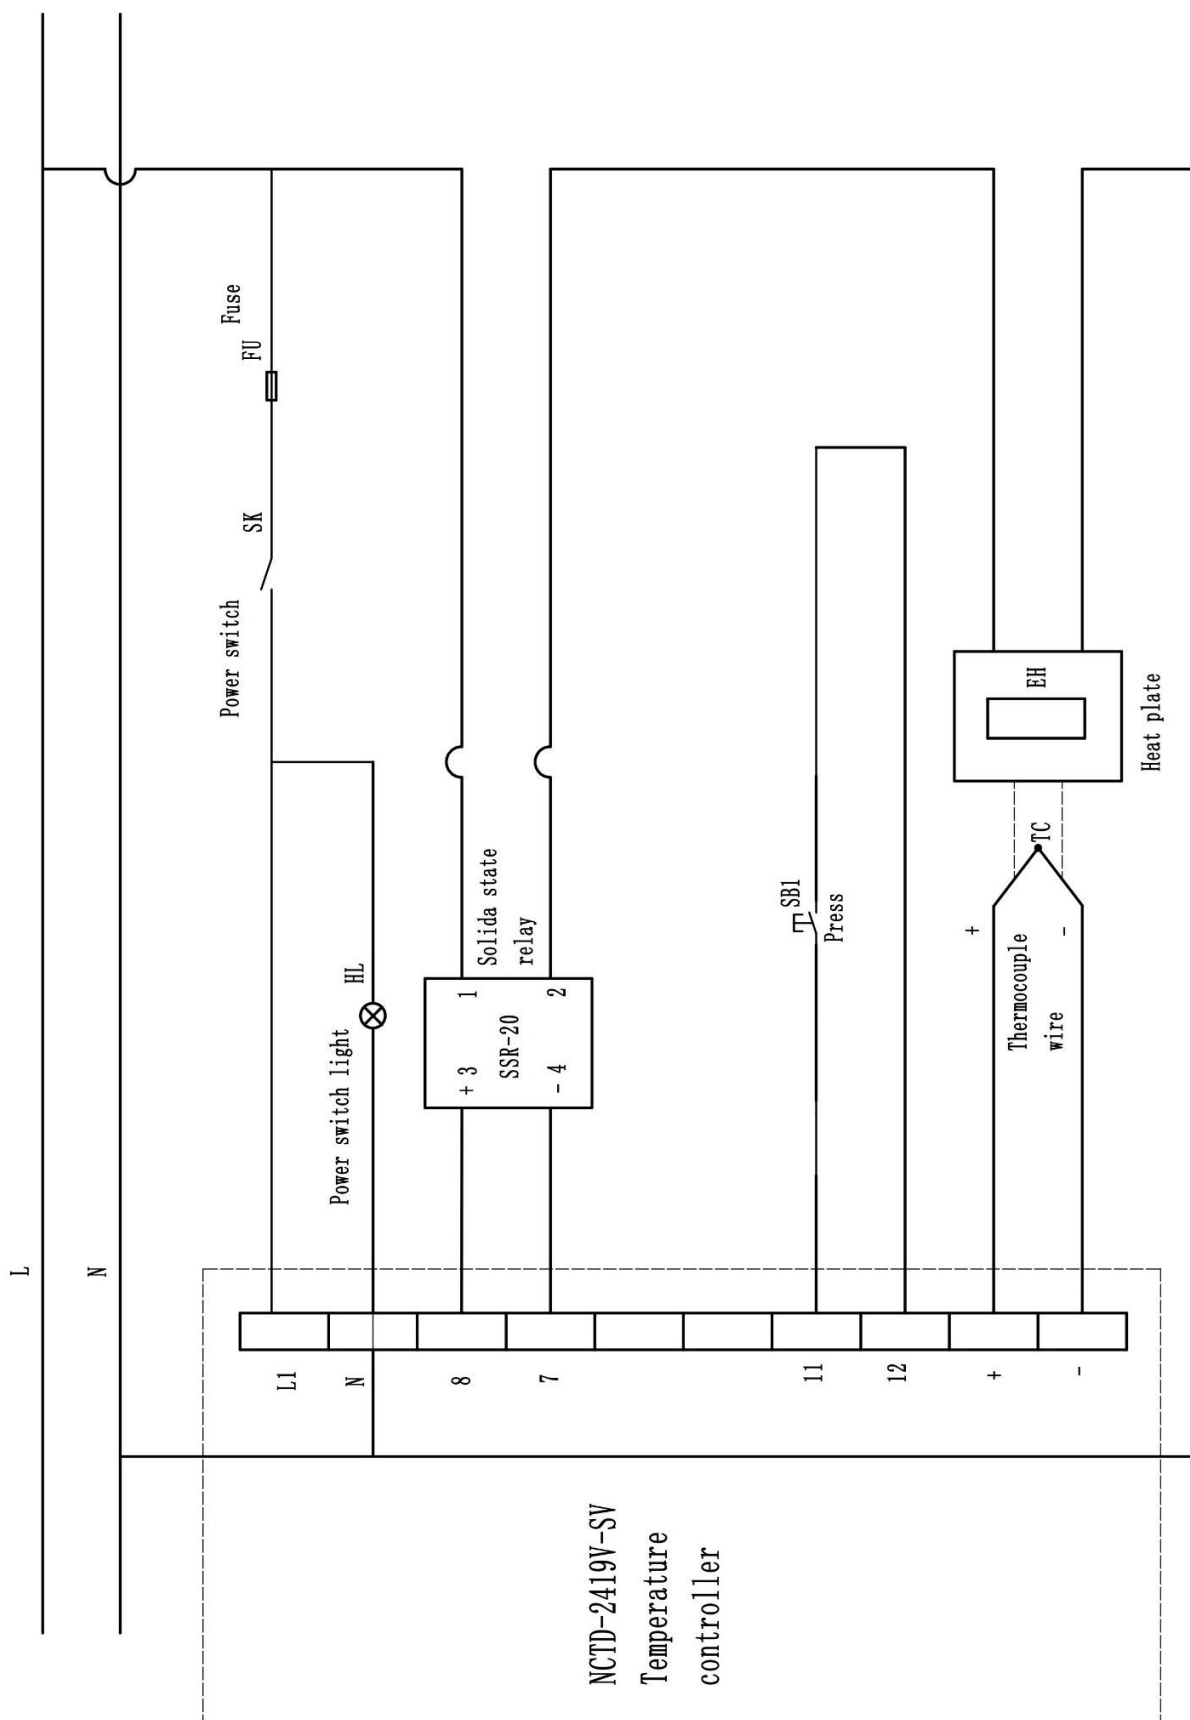 L
N
Fuse
FU
SK
Power switch
HL
Power switch light
Solida state
relay
1
2
SSR-20
+ 3
- 4
SB1
Press
EH
Heat plate
TC
+
-
Thermocouple
wire
L1
N
8
7
11
12
+
-
NCTD-2419V-SV
Temperature
controller